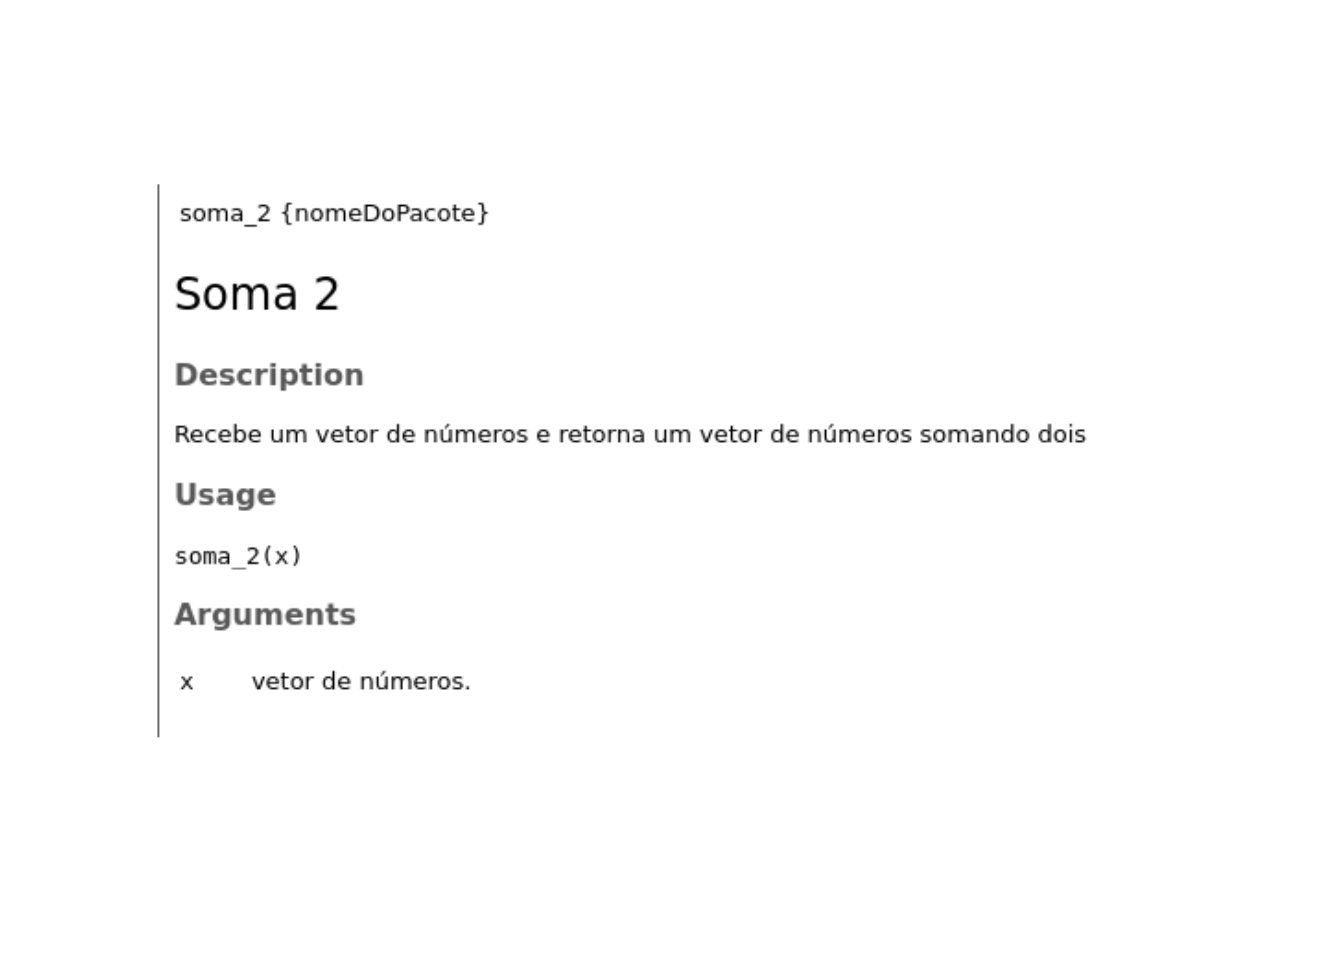 soma_2 {nomeDoPacote}
Soma 2
Description
Recebe um vetor de números e retorna um vetor de números somando dois
Usage
soma_2(x)
Arguments
x vetor de números.